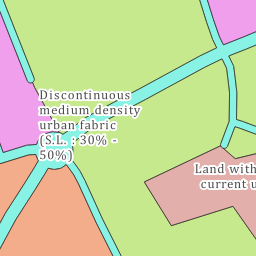 Discontinuous
medium density
urban fabric
(S.L. : 30% -
50%)
Land with
current u